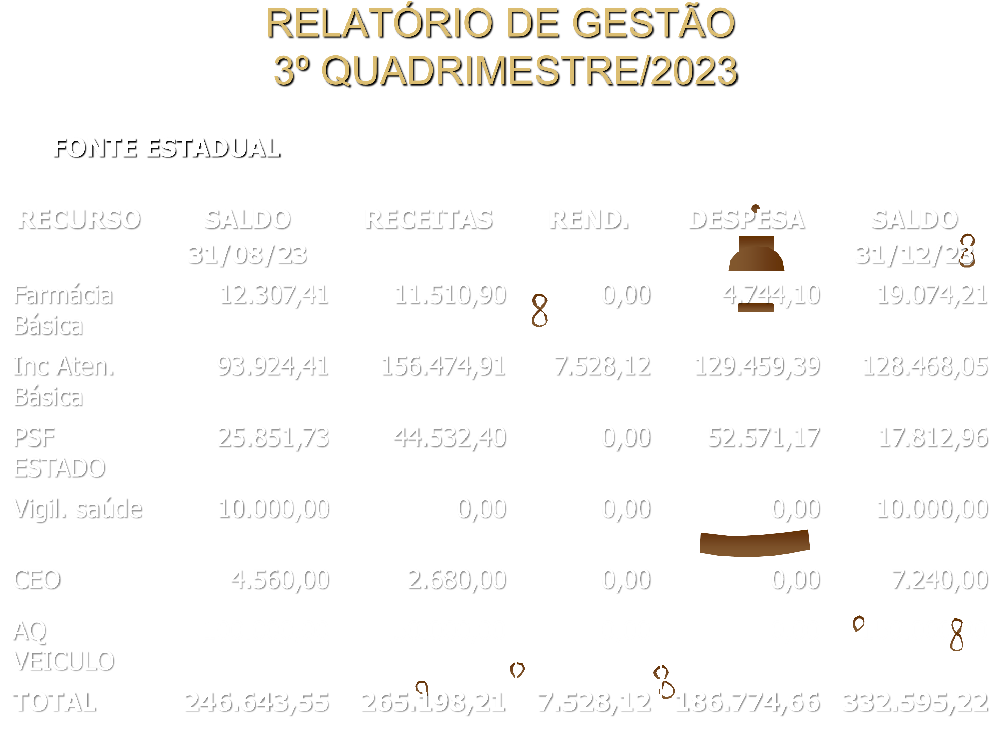 RELATÓRIO DE GESTÃO
3º QUADRIMESTRE/2023
FONTE ESTADUAL
RECURSO SALDO RECEITAS REND. DESPESA SALDO
31/08/23 31/12/23
Farmácia 12.307,41 11.510,90 0,00 4.744,10 19.074,21
Básica
Inc Aten. 93.924,41 156.474,91 7.528,12 129.459,39 128.468,05
Básica
PSF 25.851,73 44.532,40 0,00 52.571,17 17.812,96
ESTADO
Vigil. saúde 10.000,00 0,00 0,00 0,00 10.000,00
CEO 4.560,00 2.680,00 0,00 0,00 7.240,00
AQ
VEICULO
TOTAL 246.643,55 265.198,21 7.528,12 186.774,66 332.595,22